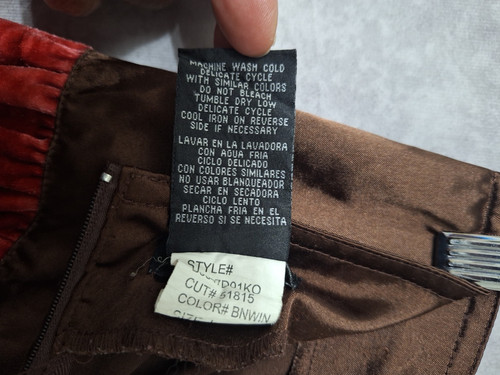 MACHINE WASH COLD
DELICATE CYCLE
WITH SIMILAR COLORS
DO NOT BLEACH
TUMBLE DRY LOW
DELICATE CYCLE
COOL IRON ON REVERSE
SIDE IF NECESSARY
LAVAR EN LA LAVADORA
CON AGUA FRIA
CICLO DELICADO
CON COLORES SIMILARES
NO USAR BLANQUEADOR
SECAR EN SECADORA
CICLO LENTO
PLANCHA FRIA EN EL
REVERSO SI SE NECESITA
STYLE#
CUT# 51815
COLOR# BNWIN